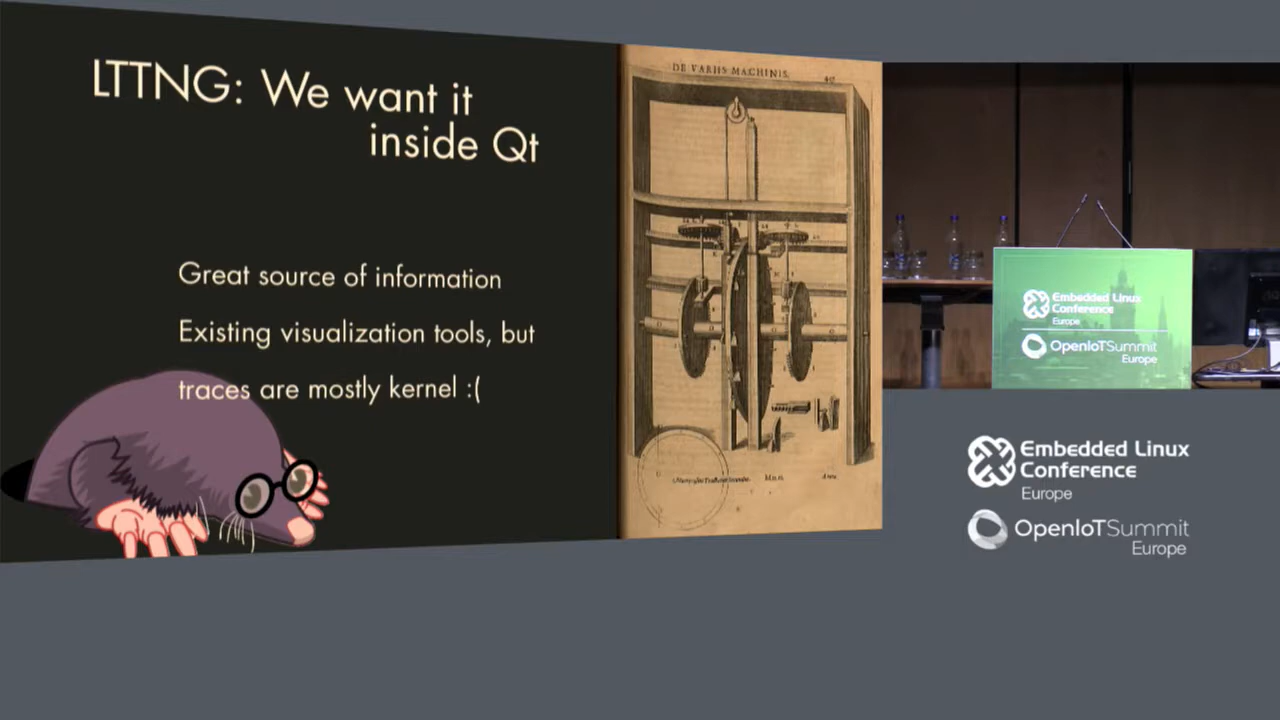 LTTNG: We want it
inside Qt
Great source of information
Existing visualization tools, but
traces are mostly kernel :(
DE VARIIS MACHINIS.
Embedded Linux
Conference
Europe
OpenIoTSummit
Europe
Embedded Linux
Conference
Europe
OpenIoTSummit
Europe